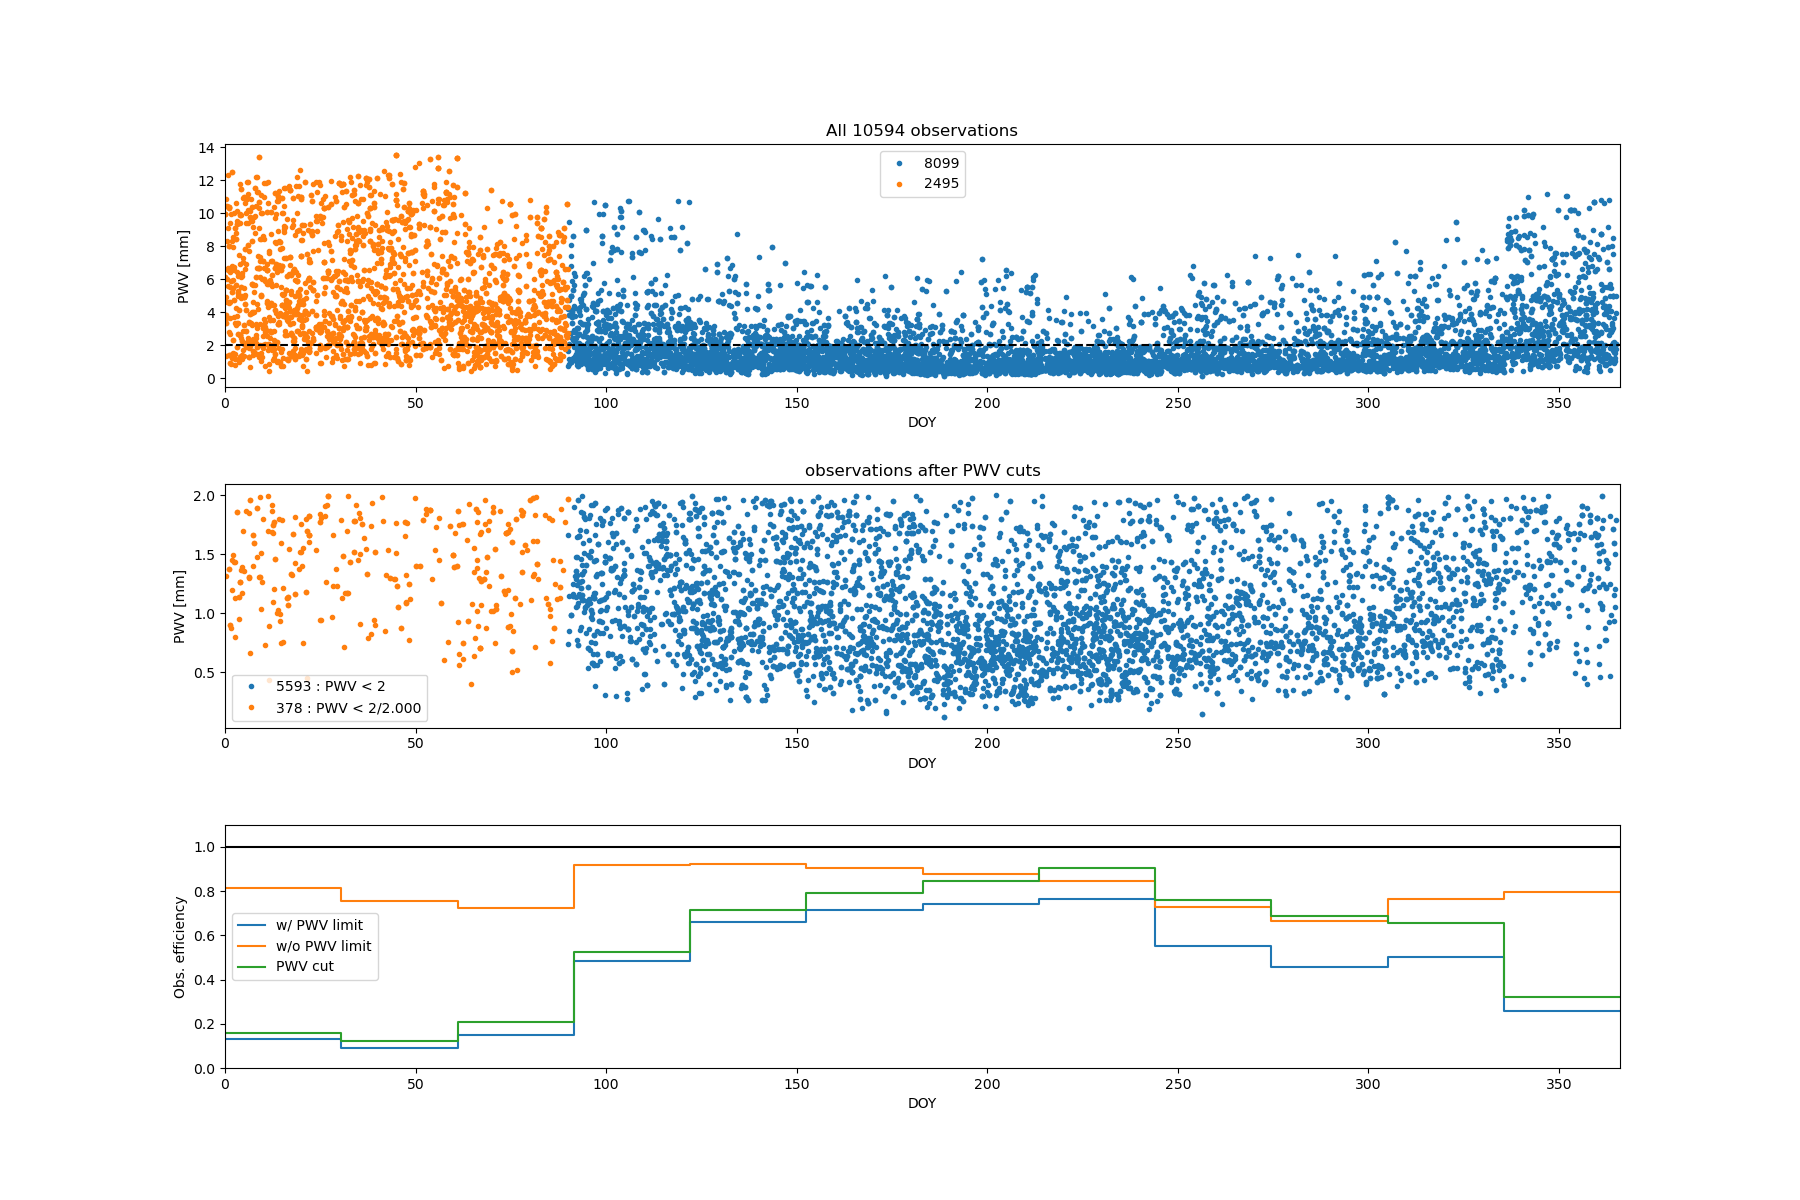 All 10594 observations
14
12
10
8
6
4
2
0
PWV [mm]
8099
2495
0 50 100 150 200 250 300 350
DOY
observations after PWV cuts
2.0
1.5
1.0
0.5
PWV [mm]
5593 : PWV < 2
378 : PWV < 2/2.000
0 50 100 150 200 250 300 350
DOY
1.0
0.8
0.6
0.4
0.2
0.0
Obs. efficiency
w/ PWV limit
w/o PWV limit
PWV cut
0 50 100 150 200 250 300 350
DOY